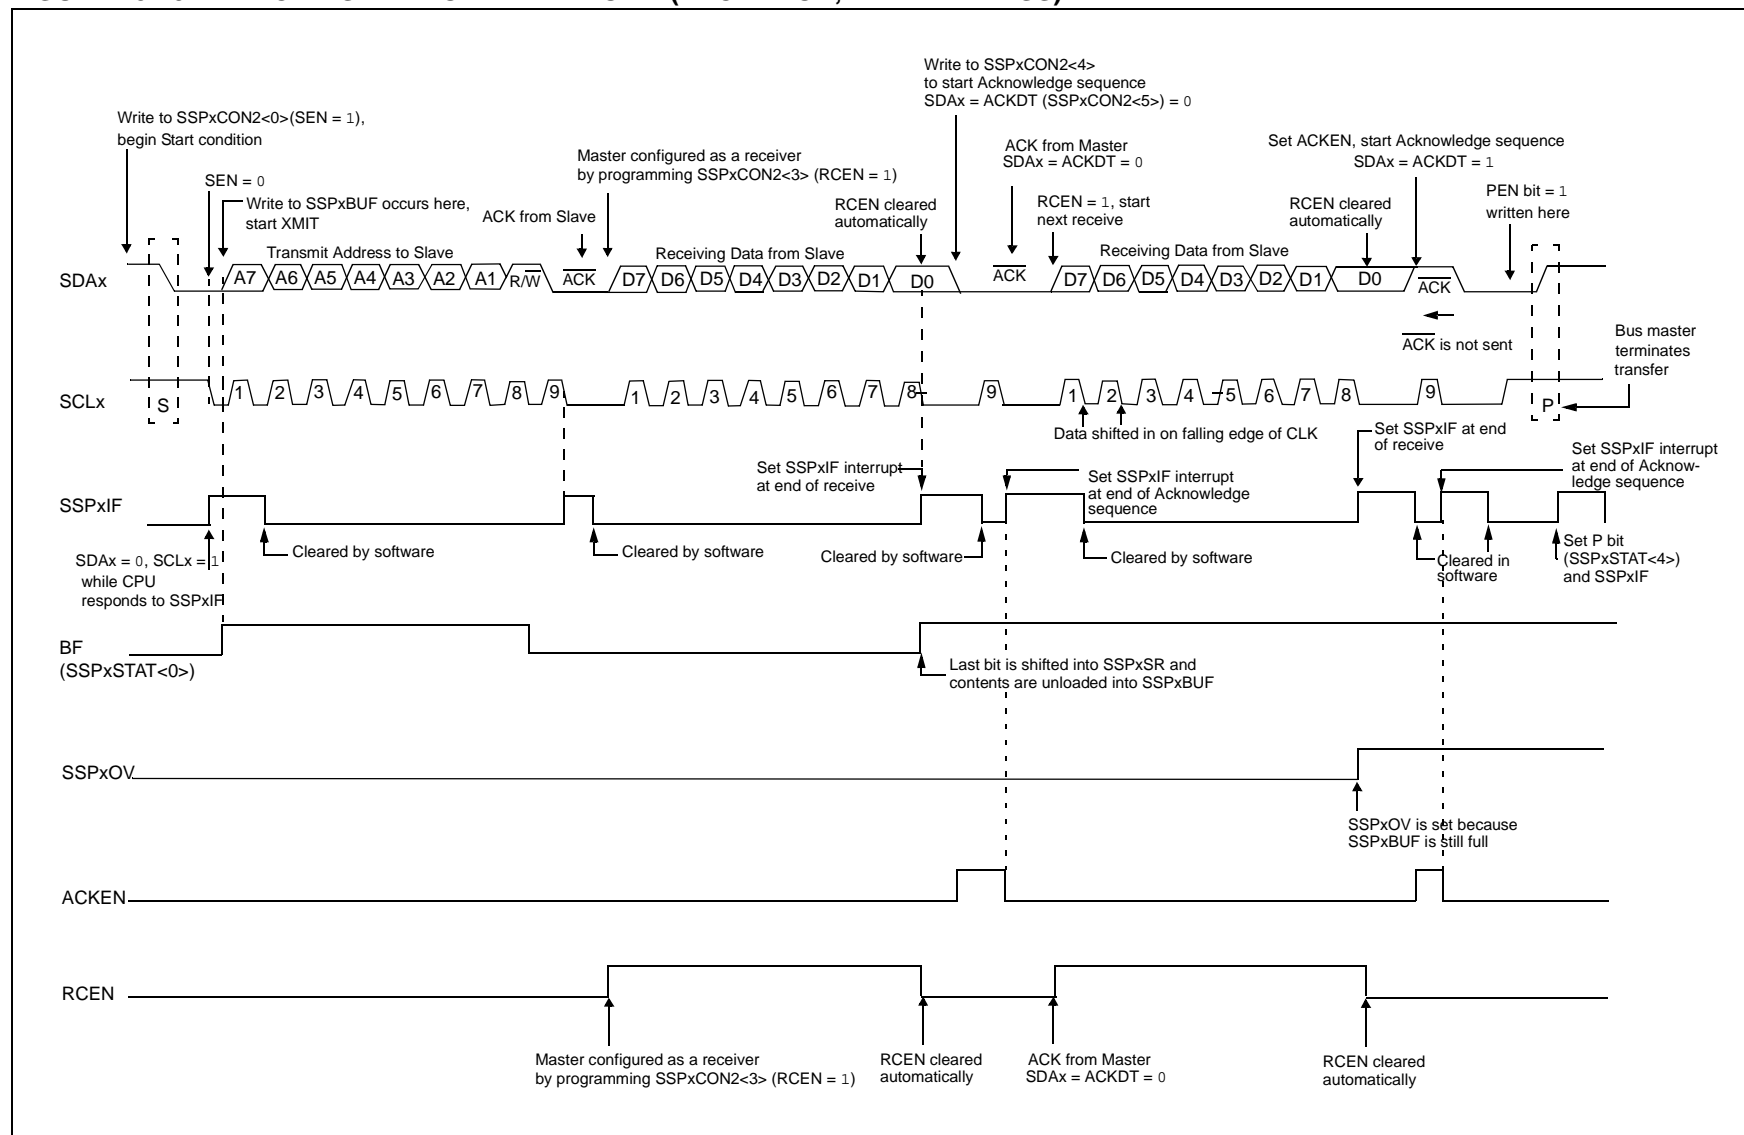 Write to SSPxCON2<4>
to start Acknowledge sequence
SDAx = ACKDT (SSPxCON2<5>) = 0
Write to SSPxCON2<0>(SEN = 1),
begin Start condition
ACK from Master
SDAx = ACKDT = 0
Set ACKEN, start Acknowledge sequence
SDAx = ACKDT = 1
Master configured as a receiver
by programming SSPxCON2<3> (RCEN = 1)
SEN = 0
PEN bit = 1
written here
Write to SSPxBUF occurs here,
start XMIT
ACK from Slave
RCEN cleared
automatically
RCEN = 1, start
next receive
RCEN cleared
automatically
Transmit Address to Slave
Receiving Data from Slave
Receiving Data from Slave
SDAx
A7 A6 A5 A4 A3 A2 A1 R/W ACK D7 D6 D5 D4 D3 D2 D1 D0 ACK D7 D6 D5 D4 D3 D2 D1 D0 ACK
ACK is not sent
Bus master
terminates
transfer
SCLx
S 1 2 3 4 5 6 7 8 9 1 2 3 4 5 6 7 8 9 1 2 3 4 5 6 7 8 9 P
Data shifted in on falling edge of CLK
Set SSPxIF at end
of receive
Set SSPxIF interrupt
at end of receive
Set SSPxIF interrupt
at end of Acknowledge
sequence
Set SSPxIF interrupt
at end of Acknow-
ledge sequence
SSPxIF
SDAx = 0, SCLx = 1
while CPU
responds to SSPxIF
Cleared by software
Cleared by software
Cleared by software
Cleared by software
Cleared in
software
Set P bit
(SSPxSTAT<4>)
and SSPxIF
BF
(SSPxSTAT<0>)
Last bit is shifted into SSPxSR and
contents are unloaded into SSPxBUF
SSPxOV
SSPxOV is set because
SSPxBUF is still full
ACKEN
RCEN
Master configured as a receiver
by programming SSPxCON2<3> (RCEN = 1)
RCEN cleared
automatically
ACK from Master
SDAx = ACKDT = 0
RCEN cleared
automatically